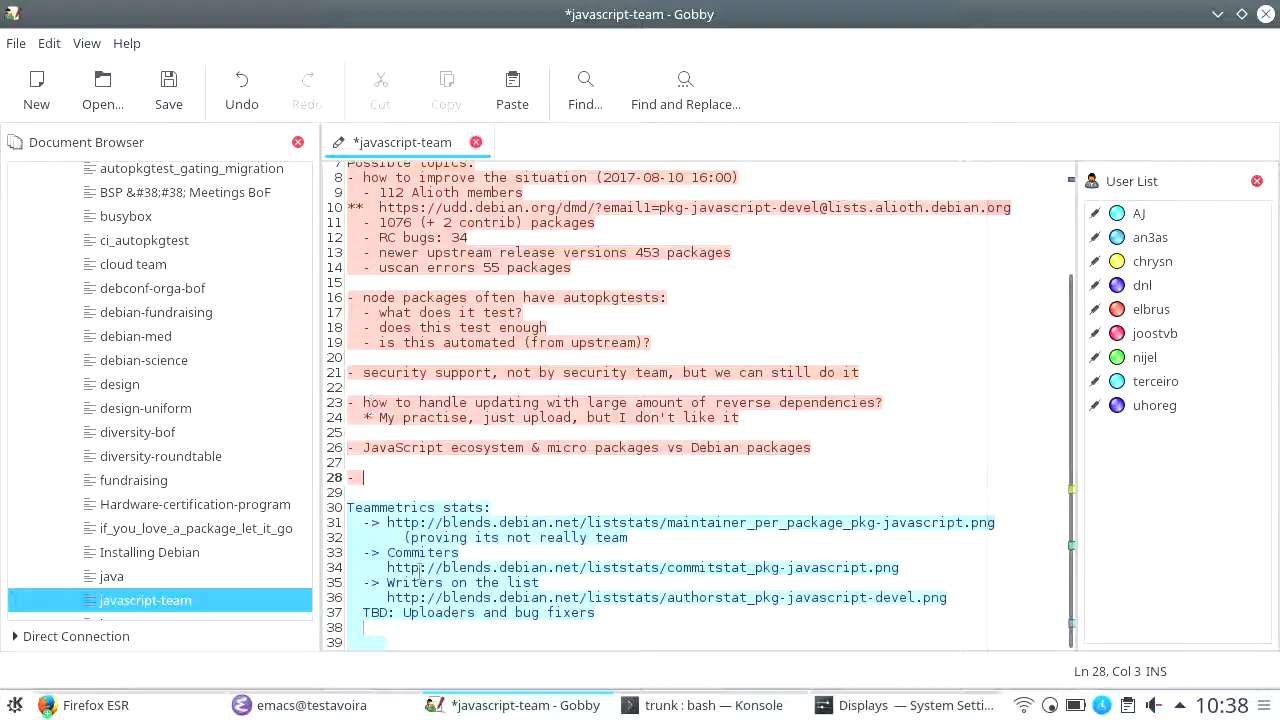 *javascript-team - Gobby
File Edit View Help
New Open... Save Undo Redo Cut Copy Paste Find... Find and Replace...
Document Browser
autopkgtest_gating_migration
BSP &#38;#38; Meetings BoF
busybox
ci_autopkgtest
cloud team
debconf-orga-bof
debian-fundraising
debian-med
debian-science
design
design-uniform
diversity-bof
diversity-roundtable
fundraising
Hardware-certification-program
if_you_love_a_package_let_it_go
Installing Debian
java
javascript-team
Direct Connection
*javascript-team
7 Possible topics:
8 - how to improve the situation (2017-08-10 16:00)
9 - 112 Alioth members
10 ** https://udd.debian.org/dmd/?email1=pkg-javascript-devel@lists.alioth.debian.org
11 - 1076 (+ 2 contrib) packages
12 - RC bugs: 34
13 - newer upstream release versions 453 packages
14 - uscan errors 55 packages
15
16 - node packages often have autopkgtests:
17 - what does it test?
18 - does this test enough
19 - is this automated (from upstream)?
20
21 - security support, not by security team, but we can still do it
22
23 - how to handle updating with large amount of reverse dependencies?
24 * My practise, just upload, but I don't like it
25
26 - JavaScript ecosystem & micro packages vs Debian packages
27
28 -
29
30 Teammetrics stats:
31 -> http://blends.debian.net/liststats/maintainer_per_package_pkg-javascript.png
32 (proving its not really team
33 -> Commiters
34 http://blends.debian.net/liststats/commitstat_pkg-javascript.png
35 -> Writers on the list
36 http://blends.debian.net/liststats/authorstat_pkg-javascript-devel.png
37 TBD: Uploaders and bug fixers
38
39
User List
AJ
an3as
chrysn
dnl
elbrus
joostvb
nijel
terceiro
uhoreg
Ln 28, Col 3 INS
Firefox ESR emacs@testavoira *javascript-team - Gobby trunk : bash — Konsole Displays — System Setti... 10:38